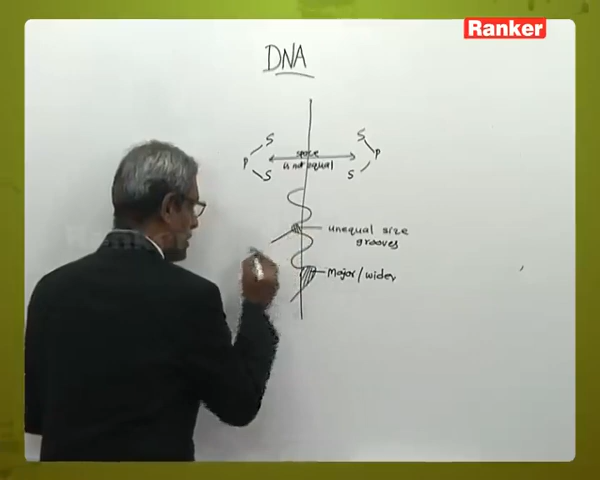 Ranker
DNA
S S
space
P P
is not equal
S S
unequal size
grooves
Major/wider